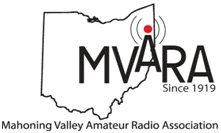 MVARA
Since 1919
Mahoning Valley Amateur Radio Association